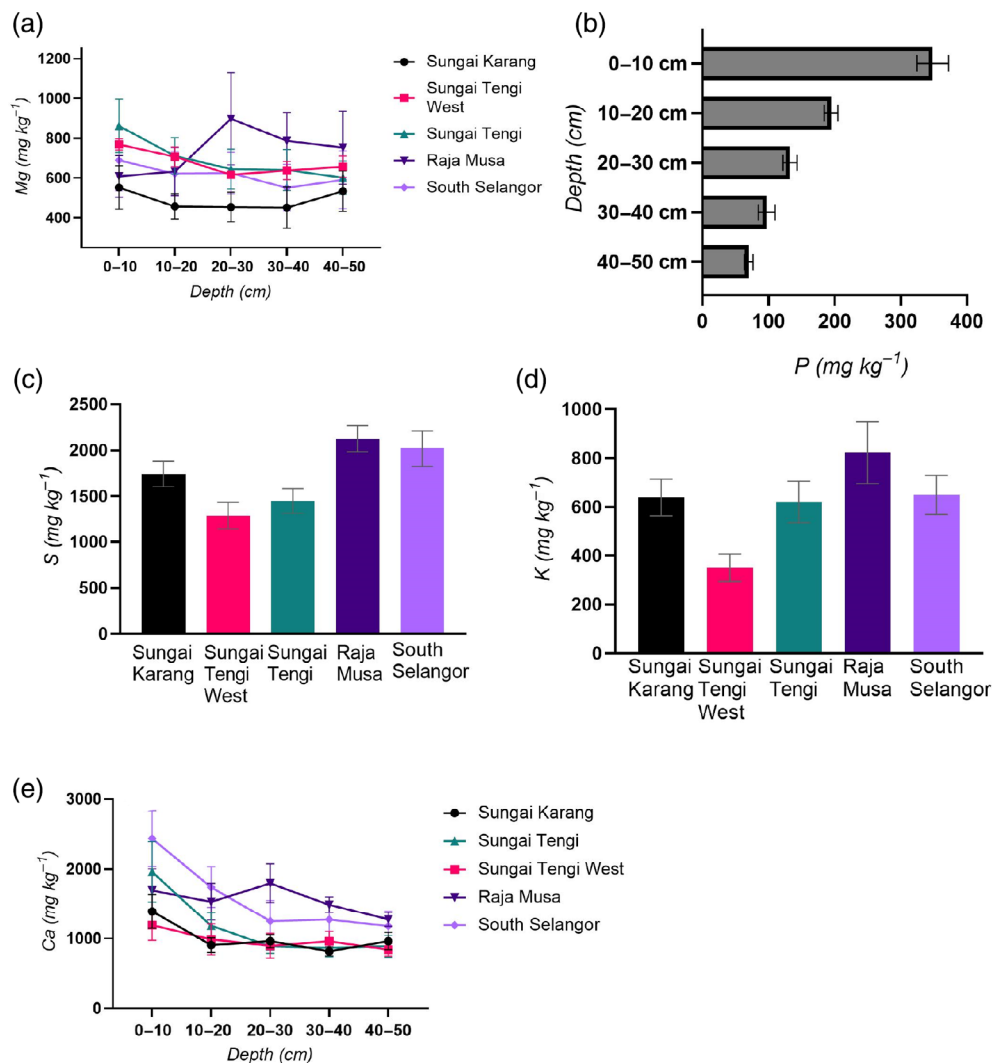 (a)
Mg (mg kg⁻¹)
1200
1000
800
600
400
0–10 10–20 20–30 30–40 40–50
Depth (cm)
Sungai Karang
Sungai Tengi
West
Sungai Tengi
Raja Musa
South Selangor
(b)
Depth (cm)
0–10 cm
10–20 cm
20–30 cm
30–40 cm
40–50 cm
0 100 200 300 400
P (mg kg⁻¹)
(c)
S (mg kg⁻¹)
2500
2000
1500
1000
500
0
Sungai
Karang
Sungai
Tengi
West
Sungai
Tengi
Raja
Musa
South
Selangor
(d)
K (mg kg⁻¹)
1000
800
600
400
200
0
Sungai
Karang
Sungai
Tengi
West
Sungai
Tengi
Raja
Musa
South
Selangor
(e)
Ca (mg kg⁻¹)
3000
2000
1000
0
0–10 10–20 20–30 30–40 40–50
Depth (cm)
Sungai Karang
Sungai Tengi
Sungai Tengi West
Raja Musa
South Selangor